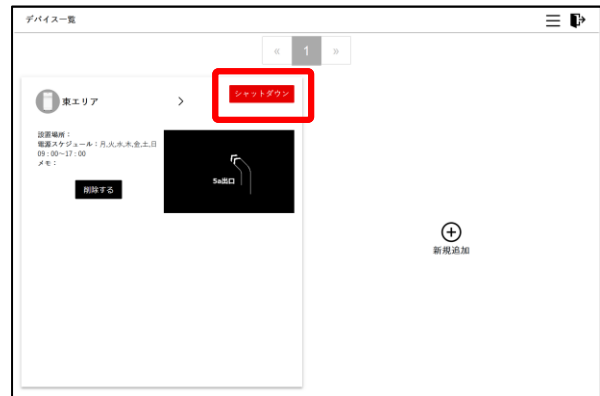 デバイス一覧
« 1 »
東エリア >
シャットダウン
設置場所：
電源スケジュール：月,火,水,木,金,土,日
09：00～17：00
メモ：
5a出口
削除する
新規追加